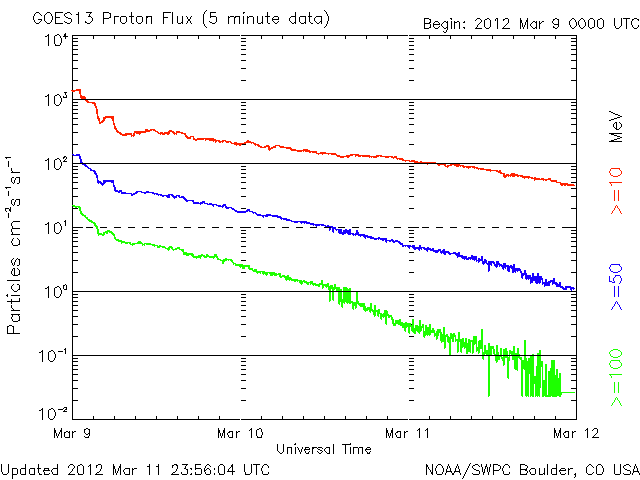 GOES13 Proton Flux (5 minute data)
Begin: 2012 Mar 9 0000 UTC
10⁴
10³
10²
10¹
10⁰
10⁻¹
10⁻²
Particles cm⁻²s⁻¹sr⁻¹
MeV
>=10
>=50
>=100
Mar 9
Mar 10
Mar 11
Mar 12
Universal Time
Updated 2012 Mar 11 23:56:04 UTC
NOAA/SWPC Boulder, CO USA